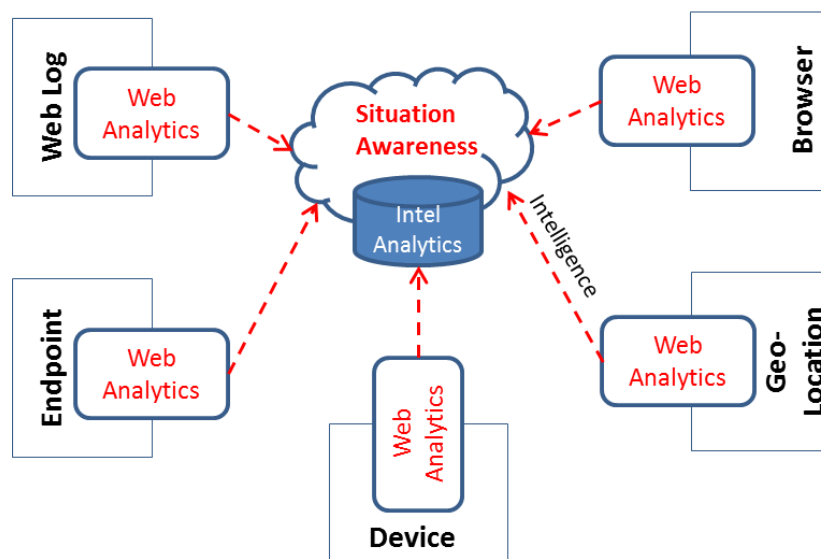 Web Log
Web
Analytics
Situation
Awareness
Intel
Analytics
Web
Analytics
Browser
Intelligence
Endpoint
Web
Analytics
Web
Analytics
Device
Web
Analytics
Geo-
Location